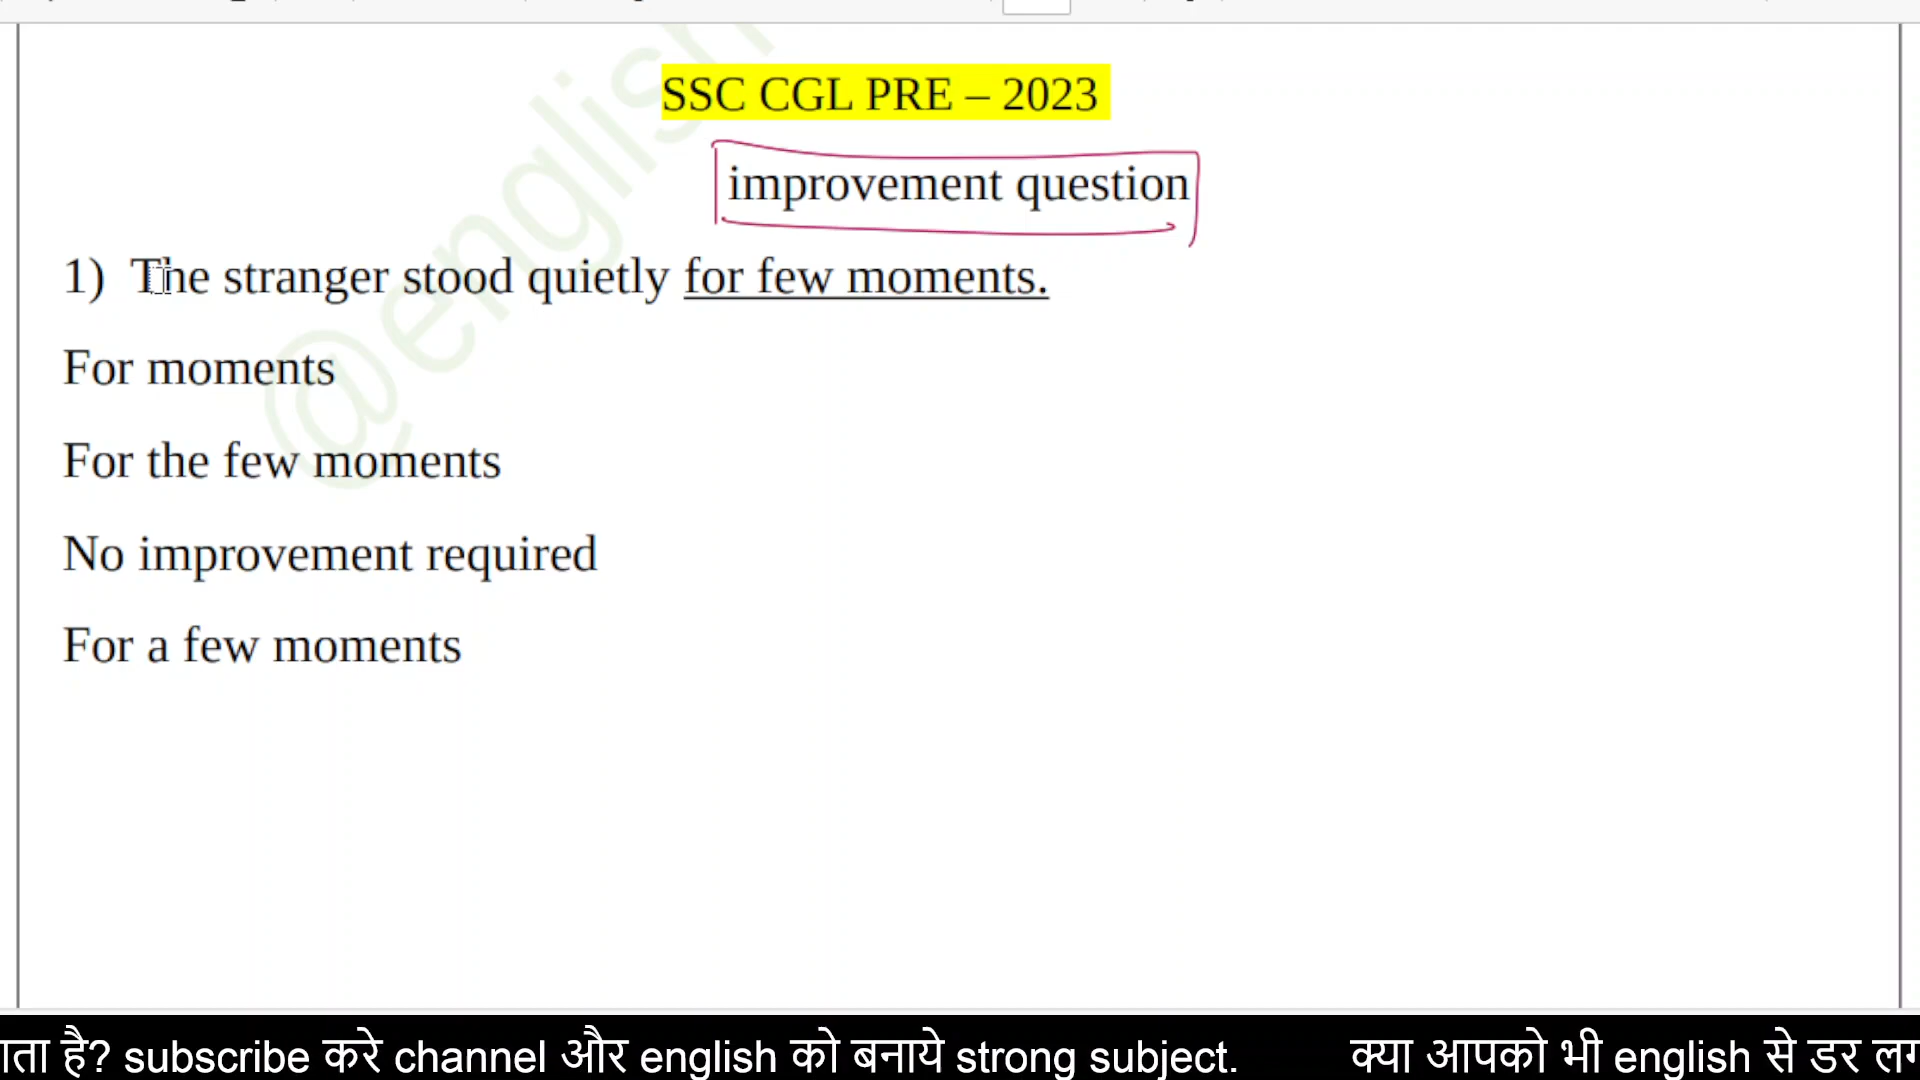 SSC CGL PRE – 2023
improvement question
1) The stranger stood quietly for few moments.
For moments
For the few moments
No improvement required
For a few moments
@english
है? subscribe करे channel और english को बनाये strong subject. क्या आपको भी english से डर